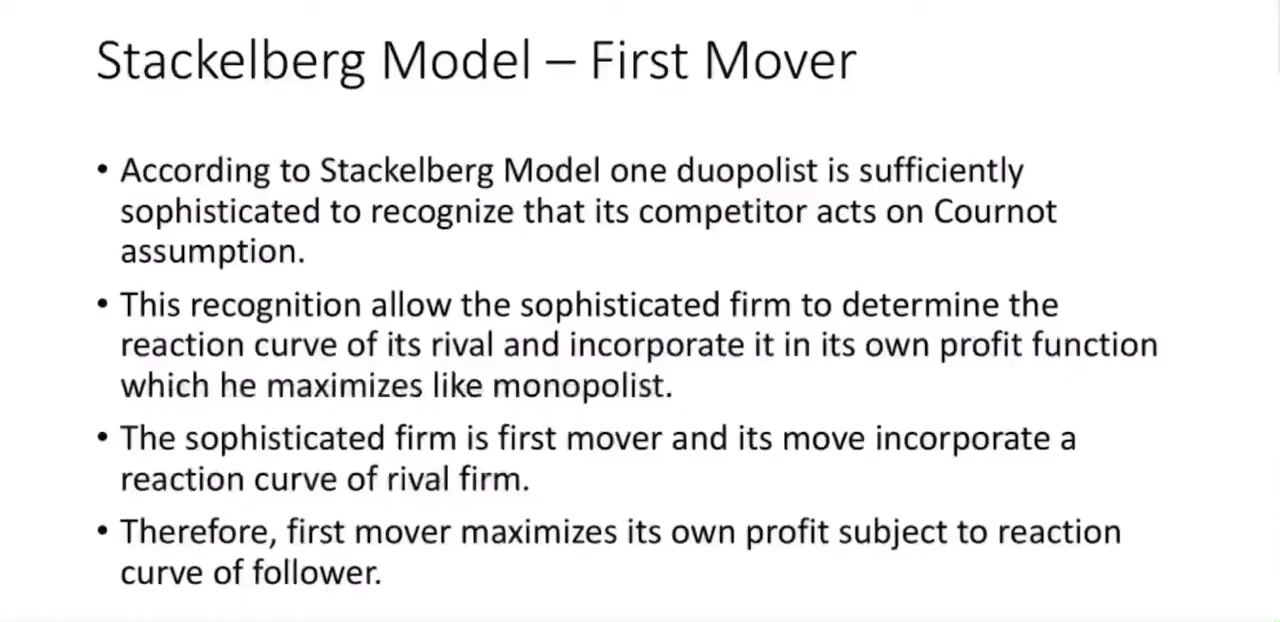 Stackelberg Model – First Mover
• According to Stackelberg Model one duopolist is sufficiently
sophisticated to recognize that its competitor acts on Cournot
assumption.
• This recognition allow the sophisticated firm to determine the
reaction curve of its rival and incorporate it in its own profit function
which he maximizes like monopolist.
• The sophisticated firm is first mover and its move incorporate a
reaction curve of rival firm.
• Therefore, first mover maximizes its own profit subject to reaction
curve of follower.